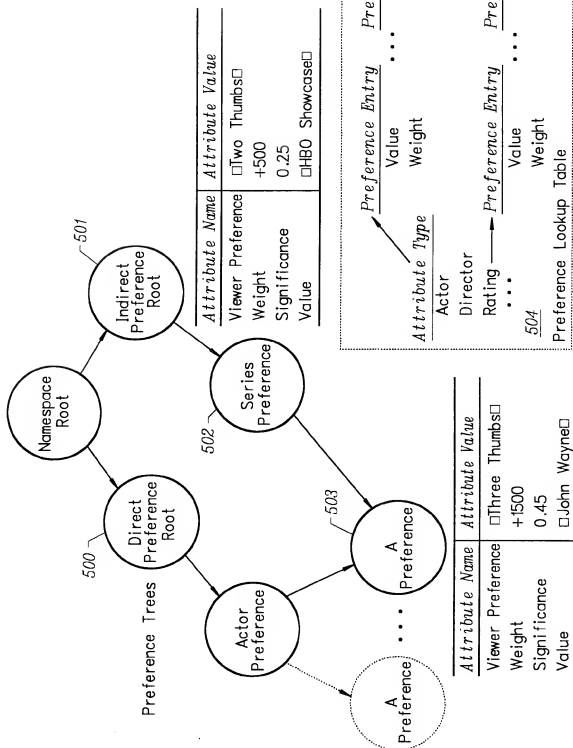 Namespace
Root
501
Indirect
Preference
Root
500
Direct
Preference
Root
Preference Trees
502
Series
Preference
Actor
Preference
503
A
Preference
• • •
A
Preference
Attribute Name Attribute Value
Viewer Preference □Two Thumbs□
Weight +500
Significance 0.25
Value □HBO Showcase□
Attribute Name Attribute Value
Viewer Preference □Three Thumbs□
Weight +1500
Significance 0.45
Value □John Wayne□
Attribute Type
Actor
Director
Rating
• • •
Preference Entry Pre
Value • • •
Weight
Preference Entry Pre
Value • • •
Weight
504
Preference Lookup Table